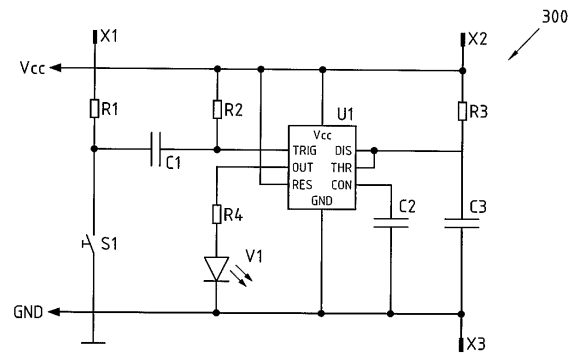 300
X1
X2
Vcc
R1
R2
U1
R3
Vcc
TRIG
DIS
C1
OUT
THR
RES
CON
GND
R4
C2
C3
S1
V1
GND
X3